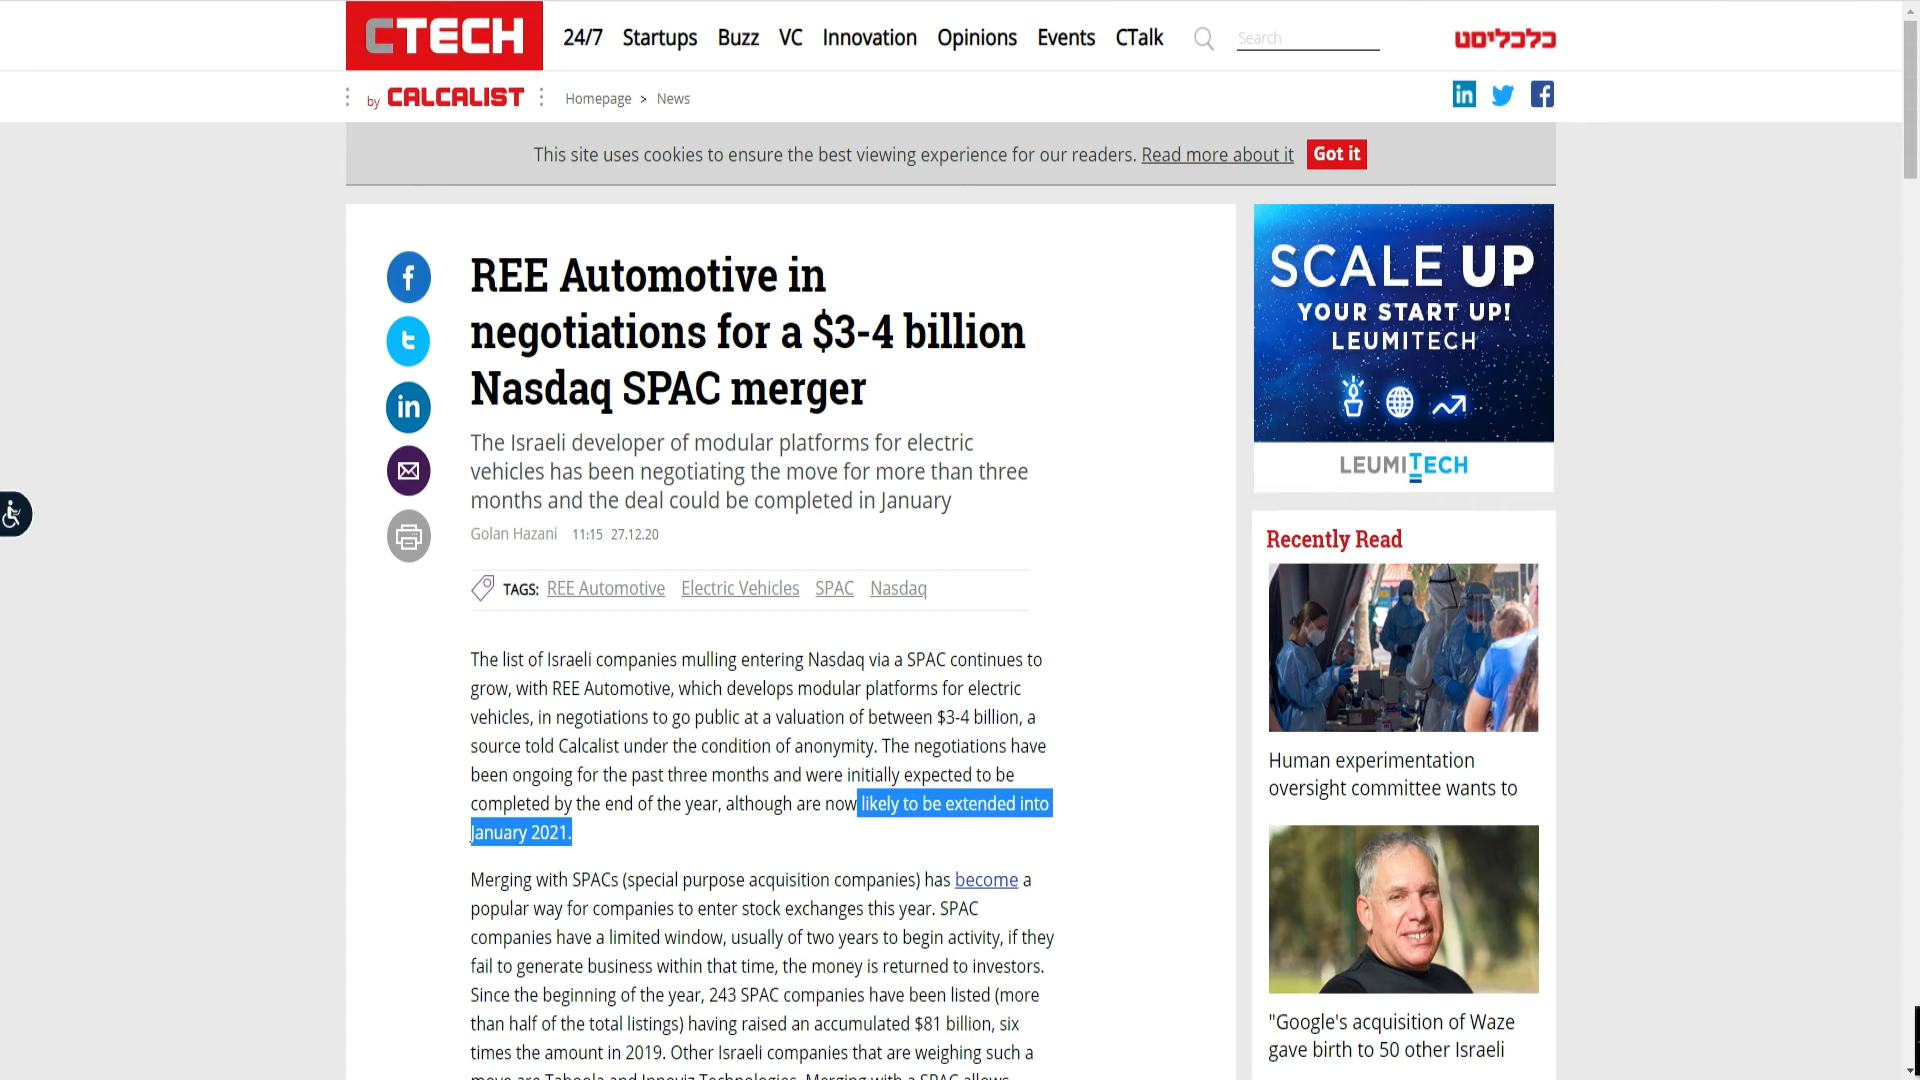 CTECH
24/7 Startups Buzz VC Innovation Opinions Events CTalk
Search
כלכליסט
by CALCALIST
Homepage > News
This site uses cookies to ensure the best viewing experience for our readers. Read more about it Got it
REE Automotive in
negotiations for a $3-4 billion
Nasdaq SPAC merger
The Israeli developer of modular platforms for electric
vehicles has been negotiating the move for more than three
months and the deal could be completed in January
Golan Hazani 11:15 27.12.20
TAGS: REE Automotive Electric Vehicles SPAC Nasdaq
The list of Israeli companies mulling entering Nasdaq via a SPAC continues to
grow, with REE Automotive, which develops modular platforms for electric
vehicles, in negotiations to go public at a valuation of between $3-4 billion, a
source told Calcalist under the condition of anonymity. The negotiations have
been ongoing for the past three months and were initially expected to be
completed by the end of the year, although are now likely to be extended into
January 2021.
Merging with SPACs (special purpose acquisition companies) has become a
popular way for companies to enter stock exchanges this year. SPAC
companies have a limited window, usually of two years to begin activity, if they
fail to generate business within that time, the money is returned to investors.
Since the beginning of the year, 243 SPAC companies have been listed (more
than half of the total listings) having raised an accumulated $81 billion, six
times the amount in 2019. Other Israeli companies that are weighing such a
move are Taboola and Innoviz Technologies. Merging with a SPAC allows
SCALE UP
YOUR START UP!
LEUMITECH
LEUMITECH
Recently Read
Human experimentation
oversight committee wants to
"Google's acquisition of Waze
gave birth to 50 other Israeli